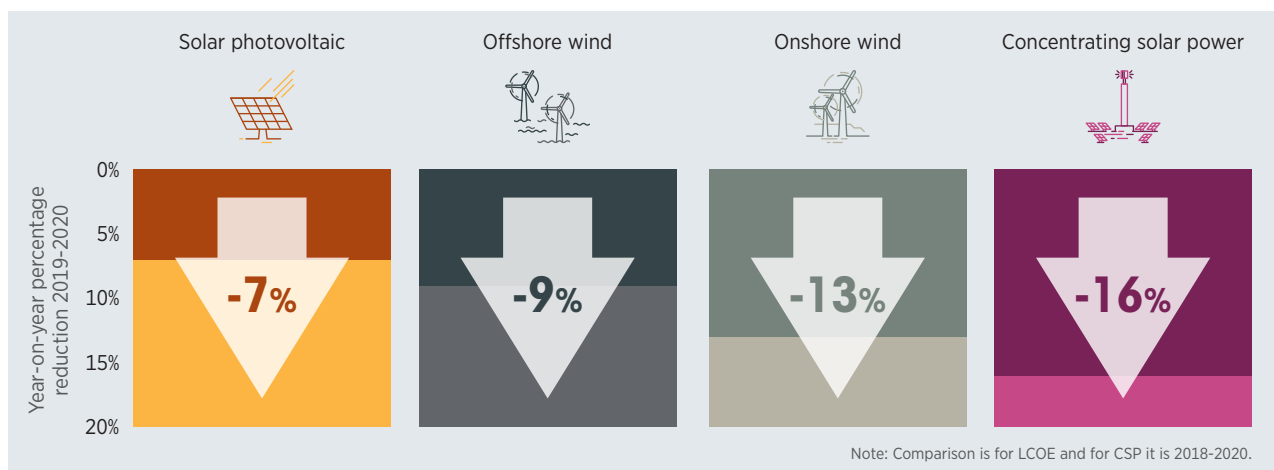 Solar photovoltaic
Offshore wind
Onshore wind
Concentrating solar power
Year-on-year percentage
reduction 2019-2020
0%
5%
10%
15%
20%
-7%
-9%
-13%
-16%
Note: Comparison is for LCOE and for CSP it is 2018-2020.